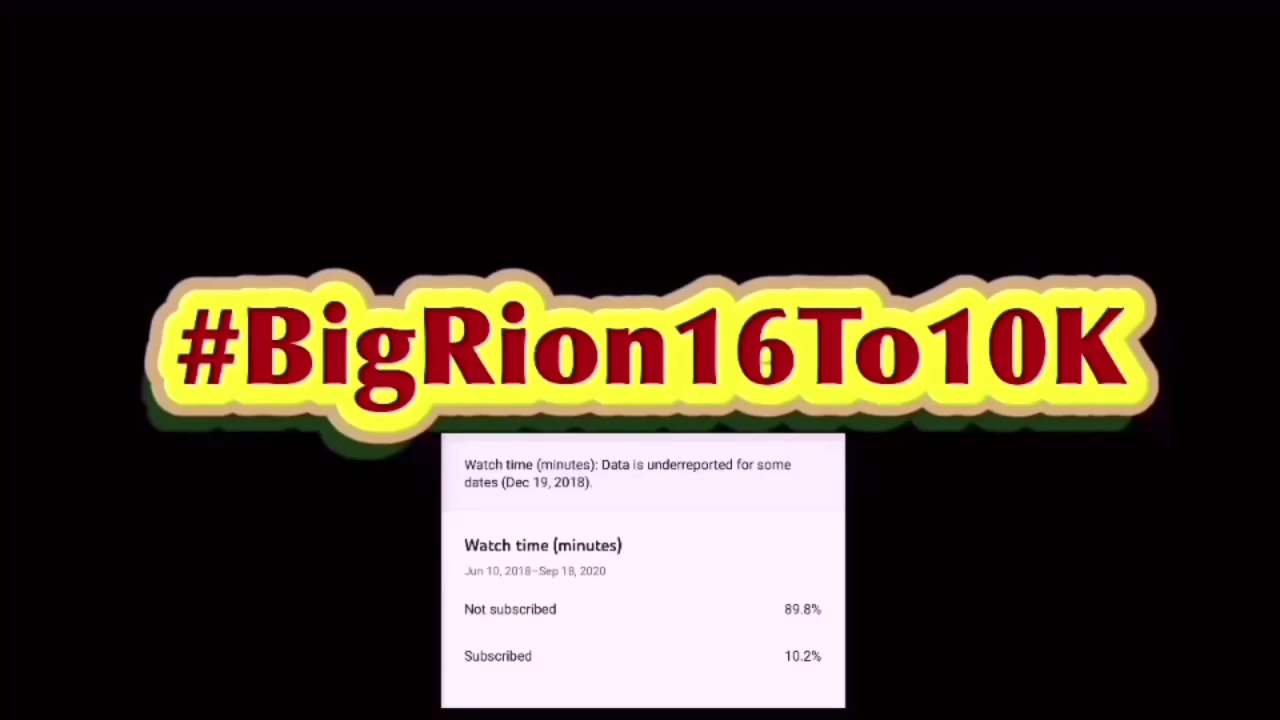 #BigRion16To10K
Watch time (minutes): Data is underreported for some
dates (Dec 19, 2018).
Watch time (minutes)
Jun 10, 2018–Sep 18, 2020
Not subscribed 89.8%
Subscribed 10.2%